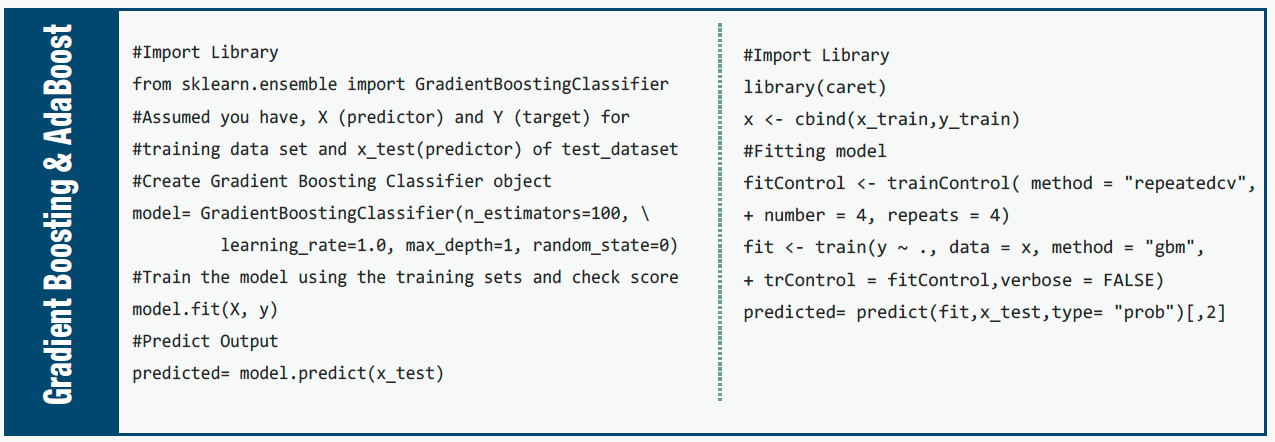 Gradient Boosting & AdaBoost
#Import Library
from sklearn.ensemble import GradientBoostingClassifier
#Assumed you have, X (predictor) and Y (target) for
#training data set and x_test(predictor) of test_dataset
#Create Gradient Boosting Classifier object
model= GradientBoostingClassifier(n_estimators=100, \
learning_rate=1.0, max_depth=1, random_state=0)
#Train the model using the training sets and check score
model.fit(X, y)
#Predict Output
predicted= model.predict(x_test)
#Import Library
library(caret)
x <- cbind(x_train,y_train)
#Fitting model
fitControl <- trainControl( method = "repeatedcv",
+ number = 4, repeats = 4)
fit <- train(y ~ ., data = x, method = "gbm",
+ trControl = fitControl,verbose = FALSE)
predicted= predict(fit,x_test,type= "prob")[,2]